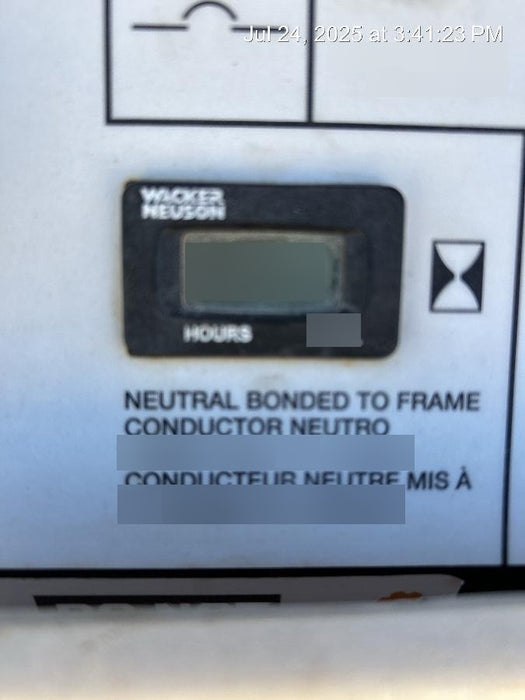 Jul 24, 2025 at 3:41:23 PM
WACKER
NEUSON
HOURS
NEUTRAL BONDED TO FRAME
CONDUCTOR NEUTRO
CONDUCTEUR NEUTRE MIS À